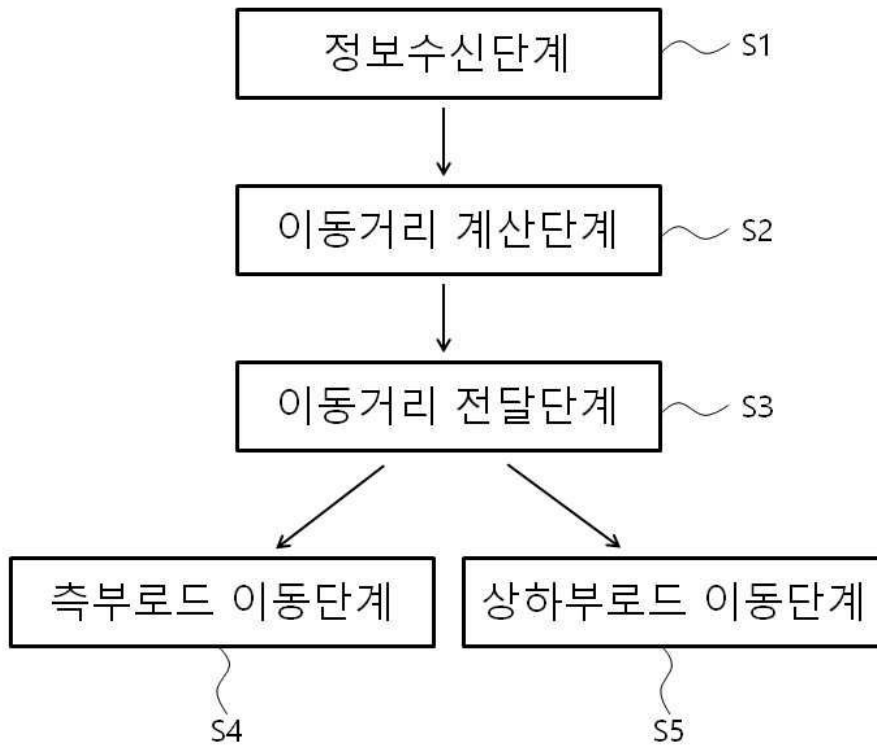 정보수신단계
S1
이동거리 계산단계
S2
이동거리 전달단계
S3
측부로드 이동단계
상하부로드 이동단계
S4
S5